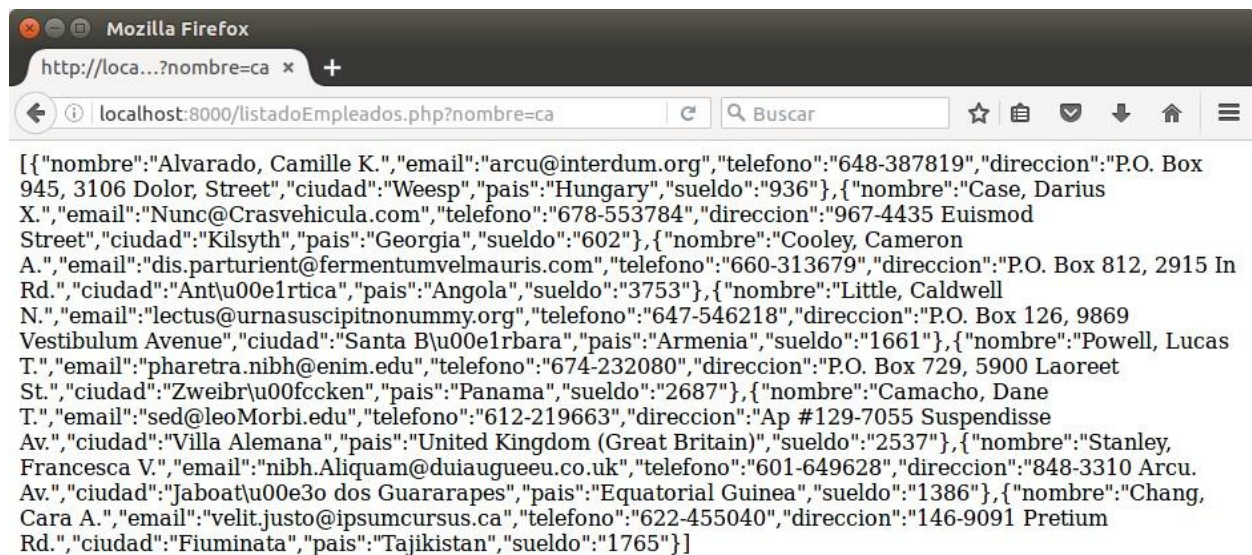 Mozilla Firefox
http://loca...?nombre=ca × +
localhost:8000/listadoEmpleados.php?nombre=ca Buscar
[{"nombre":"Alvarado, Camille K.","email":"arcu@interdum.org","telefono":"648-387819","direccion":"P.O. Box
945, 3106 Dolor, Street","ciudad":"Weesp","pais":"Hungary","sueldo":"936"},{"nombre":"Case, Darius
X.","email":"Nunc@Crasvehicula.com","telefono":"678-553784","direccion":"967-4435 Euismod
Street","ciudad":"Kilsyth","pais":"Georgia","sueldo":"602"},{"nombre":"Cooley, Cameron
A.","email":"dis.parturient@fermentumvelmauris.com","telefono":"660-313679","direccion":"P.O. Box 812, 2915 In
Rd.","ciudad":"Ant\u00e1rtica","pais":"Angola","sueldo":"3753"},{"nombre":"Little, Caldwell
N.","email":"lectus@urnasuscipitnonummy.org","telefono":"647-546218","direccion":"P.O. Box 126, 9869
Vestibulum Avenue","ciudad":"Santa B\u00e1rbara","pais":"Armenia","sueldo":"1661"},{"nombre":"Powell, Lucas
T.","email":"pharetra.nibh@enim.edu","telefono":"674-232080","direccion":"P.O. Box 729, 5900 Laoreet
St.","ciudad":"Zweibr\u00fccken","pais":"Panama","sueldo":"2687"},{"nombre":"Camacho, Dane
T.","email":"sed@leoMorbi.edu","telefono":"612-219663","direccion":"Ap #129-7055 Suspendisse
Av.","ciudad":"Villa Alemana","pais":"United Kingdom (Great Britain)","sueldo":"2537"},{"nombre":"Stanley,
Francesca V.","email":"nibh.Aliquam@duiaugueeu.co.uk","telefono":"601-649628","direccion":"848-3310 Arcu.
Av.","ciudad":"Jaboat\u00e3o dos Guararapes","pais":"Equatorial Guinea","sueldo":"1386"},{"nombre":"Chang,
Cara A.","email":"velit.justo@ipsumcursus.ca","telefono":"622-455040","direccion":"146-9091 Pretium
Rd.","ciudad":"Fiuminata","pais":"Tajikistan","sueldo":"1765"}]